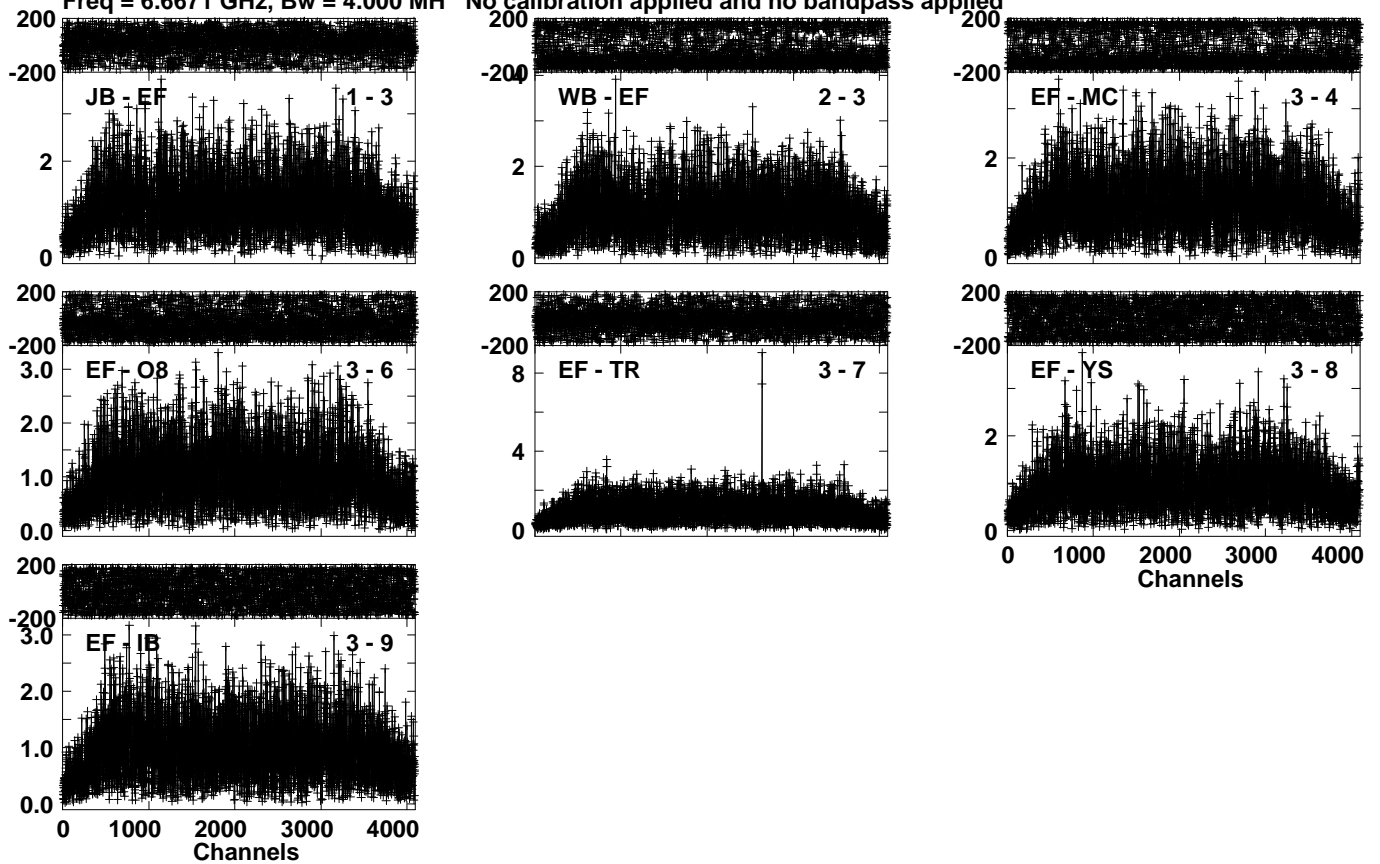 Freq = 6.6671 GHz, Bw = 4.000 MH No calibration applied and no bandpass applied
200 200 200
-200 -200 -200
4
JB - EF 1 - 3 WB - EF 2 - 3 EF - MC 3 - 4
2 2 2
0 0 0
200 200 200
-200 -200 -200
3.0 EF - O8 3 - 6 8 EF - TR 3 - 7 EF - YS 3 - 8
2.0 4 2
1.0
0.0 0 0
0 1000 2000 3000 4000
Channels
200
-200
3.0 EF - IB 3 - 9
2.0
1.0
0.0
0 1000 2000 3000 4000
Channels